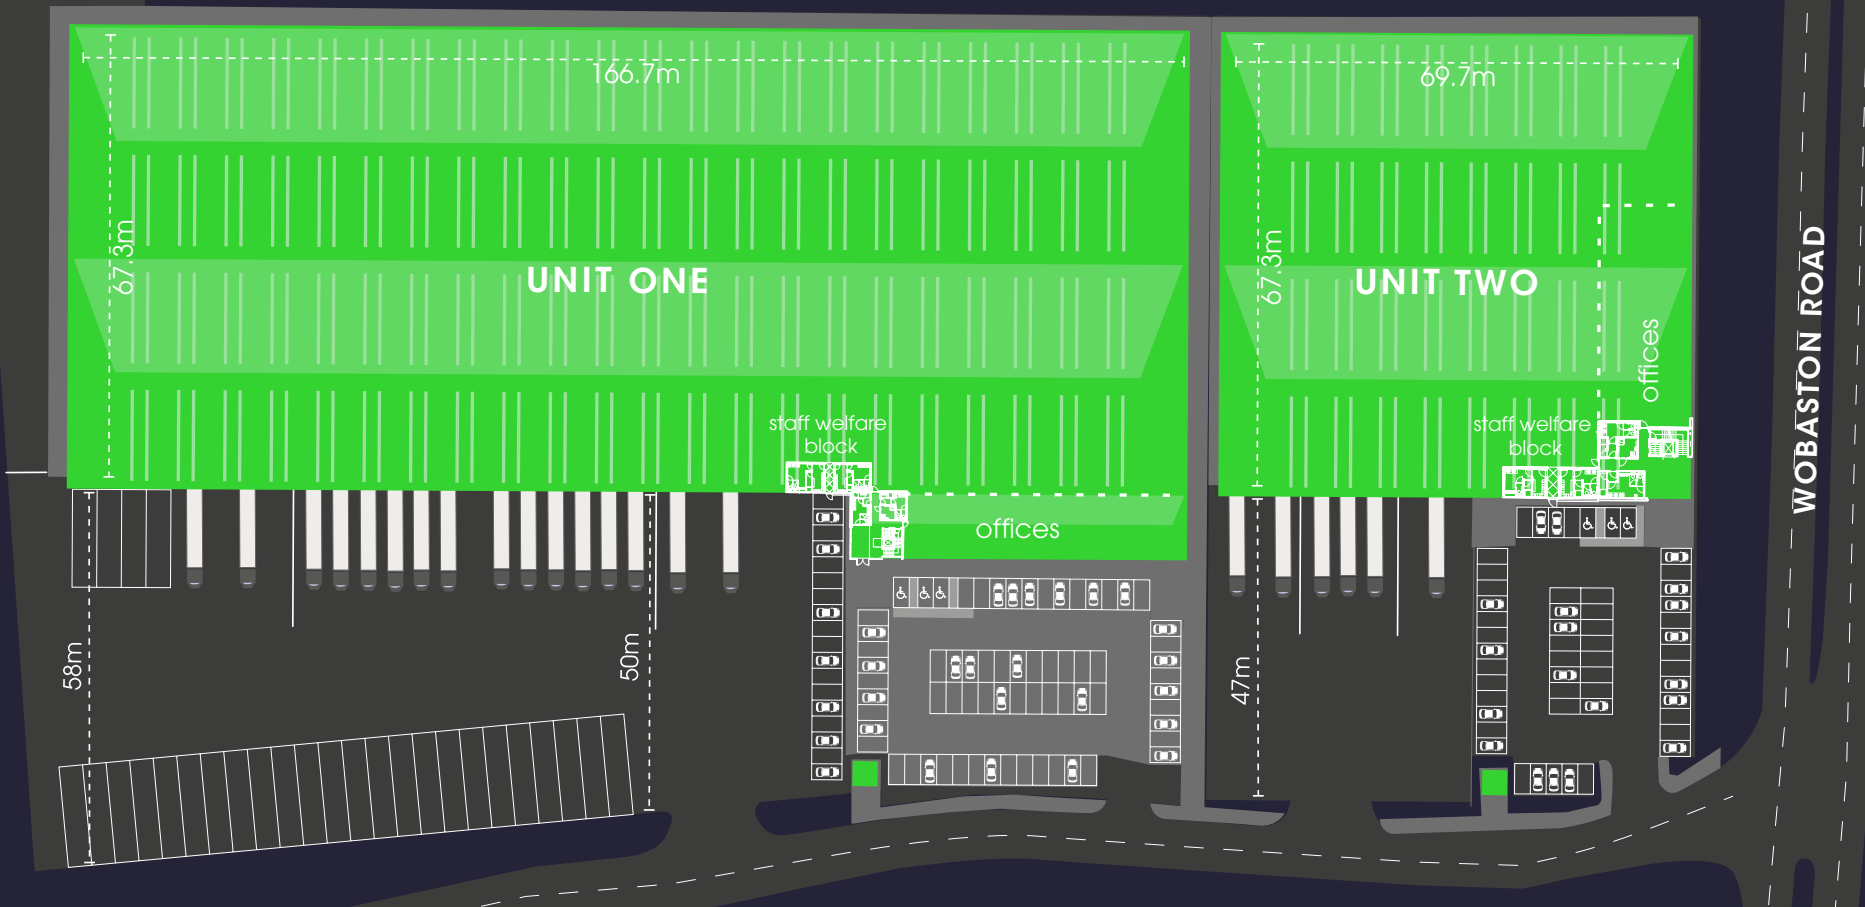 166.7m
69.7m
67.3m
UNIT ONE
67.3m
UNIT TWO
offices
WOBASTON ROAD
staff welfare
block
staff welfare
block
offices
58m
50m
47m